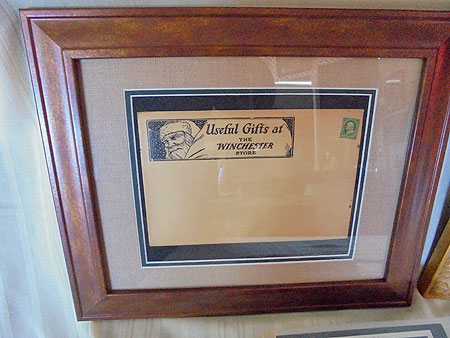 Useful Gifts at
THE
WINCHESTER
STORE